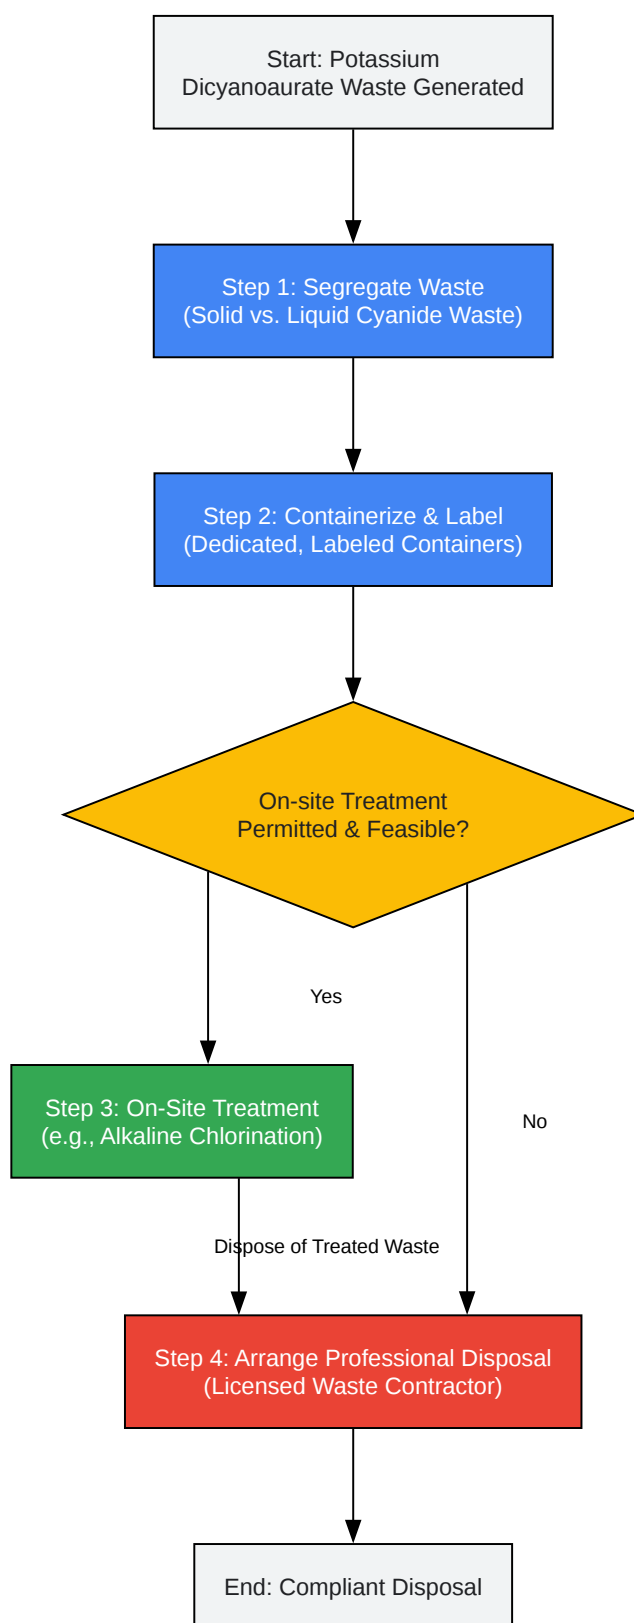 Start: Potassium
Dicyanoaurate Waste Generated
Step 1: Segregate Waste
(Solid vs. Liquid Cyanide Waste)
Step 2: Containerize & Label
(Dedicated, Labeled Containers)
On-site Treatment
Permitted & Feasible?
Yes
Step 3: On-Site Treatment
(e.g., Alkaline Chlorination)
No
Dispose of Treated Waste
Step 4: Arrange Professional Disposal
(Licensed Waste Contractor)
End: Compliant Disposal